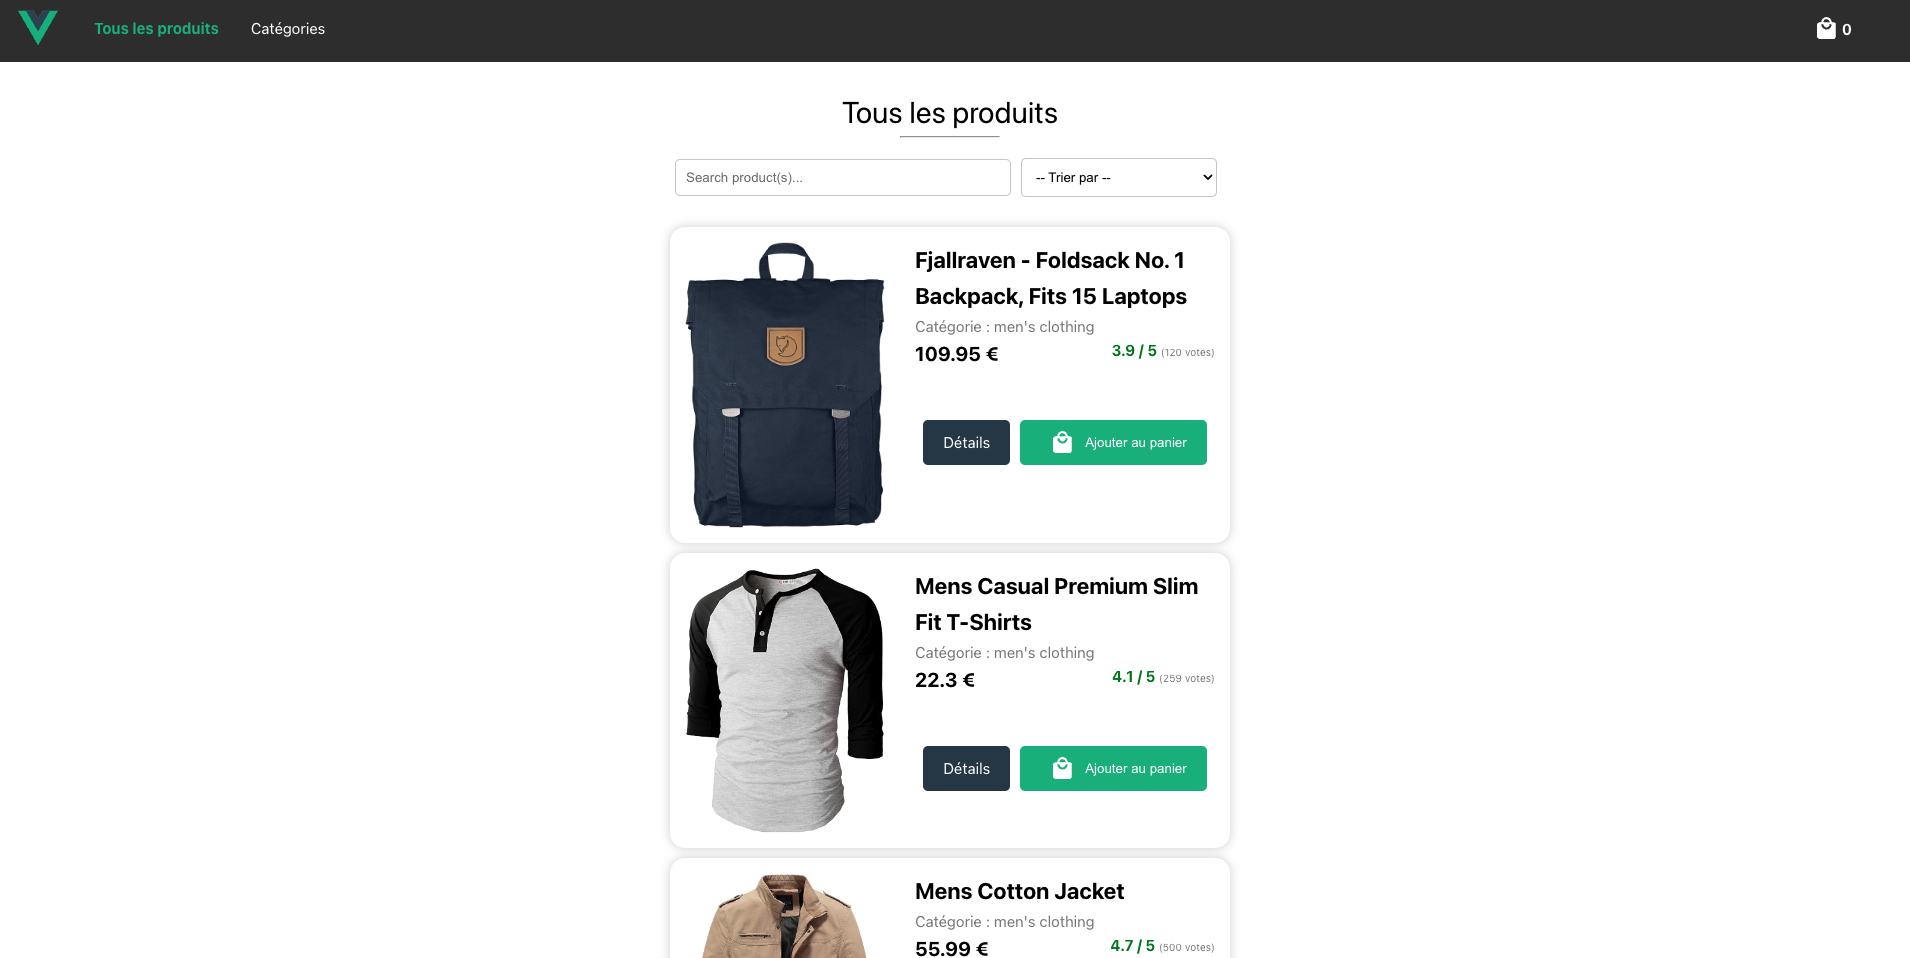 Tous les produits
Catégories
0
Tous les produits
Search product(s)...
-- Trier par --
Fjallraven - Foldsack No. 1
Backpack, Fits 15 Laptops
Catégorie : men's clothing
109.95 €
3.9 / 5 (120 votes)
Détails
Ajouter au panier
Mens Casual Premium Slim
Fit T-Shirts
Catégorie : men's clothing
22.3 €
4.1 / 5 (259 votes)
Détails
Ajouter au panier
Mens Cotton Jacket
Catégorie : men's clothing
55.99 €
4.7 / 5 (500 votes)